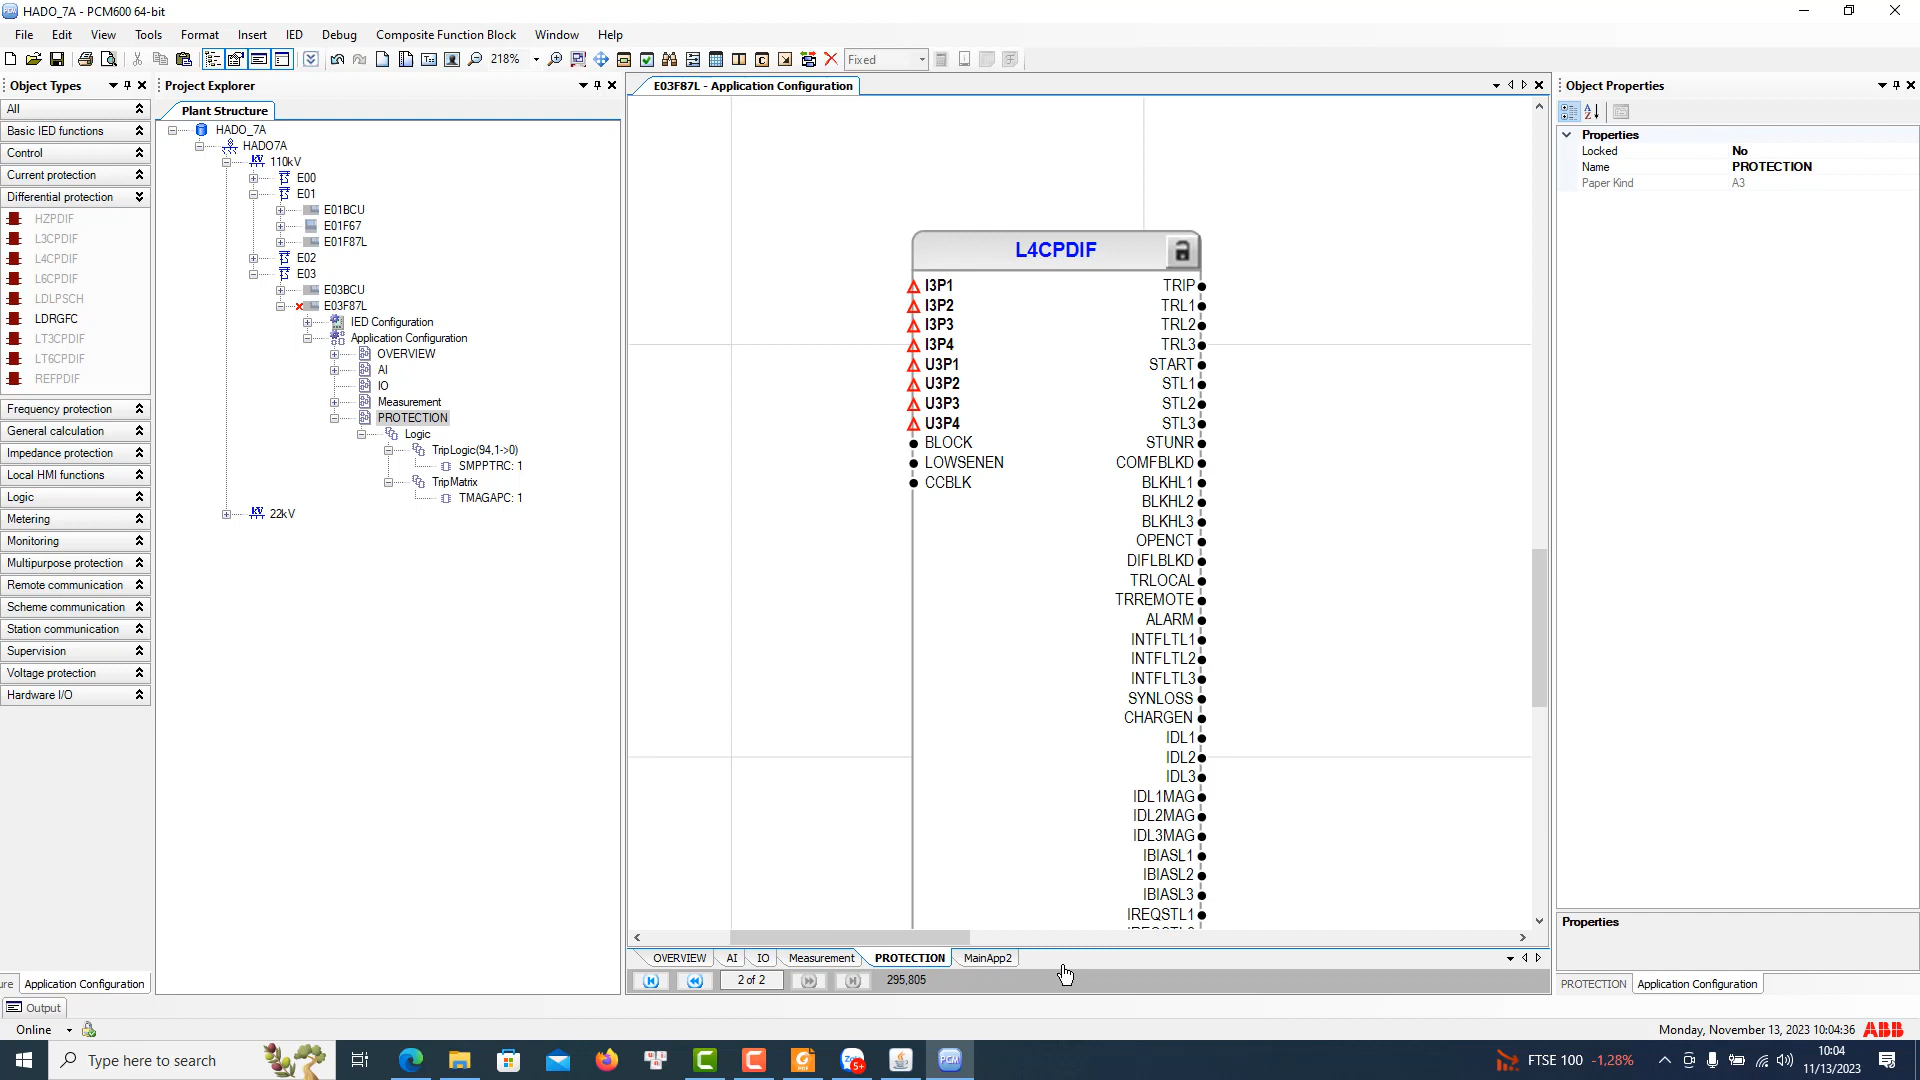 HADO_7A - PCM600 64-bit
File Edit View Tools Format Insert IED Debug Composite Function Block Window Help
218% Fixed
Object Types
All
Basic IED functions
Control
Current protection
Differential protection
HZPDIF
L3CPDIF
L4CPDIF
L6CPDIF
LDLPSCH
LDRGFC
LT3CPDIF
LT6CPDIF
REFPDIF
Frequency protection
General calculation
Impedance protection
Local HMI functions
Logic
Metering
Monitoring
Multipurpose protection
Remote communication
Scheme communication
Station communication
Supervision
Voltage protection
Hardware I/O
Project Explorer
Plant Structure
HADO_7A
HADO7A
110kV
E00
E01
E01BCU
E01F67
E01F87L
E02
E03
E03BCU
E03F87L
IED Configuration
Application Configuration
OVERVIEW
AI
IO
Measurement
PROTECTION
Logic
TripLogic(94,1->0)
SMPPTRC: 1
TripMatrix
TMAGAPC: 1
22kV
E03F87L - Application Configuration
L4CPDIF
I3P1 TRIP
I3P2 TRL1
I3P3 TRL2
I3P4 TRL3
U3P1 START
U3P2 STL1
U3P3 STL2
U3P4 STL3
BLOCK STUNR
LOWSENEN COMFBLKD
CCBLK BLKHL1
BLKHL2
BLKHL3
OPENCT
DIFLBLKD
TRLOCAL
TRREMOTE
ALARM
INTFLTL1
INTFLTL2
INTFLTL3
SYNLOSS
CHARGEN
IDL1
IDL2
IDL3
IDL1MAG
IDL2MAG
IDL3MAG
IBIASL1
IBIASL2
IBIASL3
IREQSTL1
OVERVIEW AI IO Measurement PROTECTION MainApp2
2 of 2 295,805
Object Properties
Properties
Locked No
Name PROTECTION
Paper Kind A3
Properties
PROTECTION Application Configuration
ure Application Configuration
Output
Online
Monday, November 13, 2023 10:04:36 ABB
Type here to search
5+
PCM
FTSE 100 -1,28%
10:04
11/13/2023